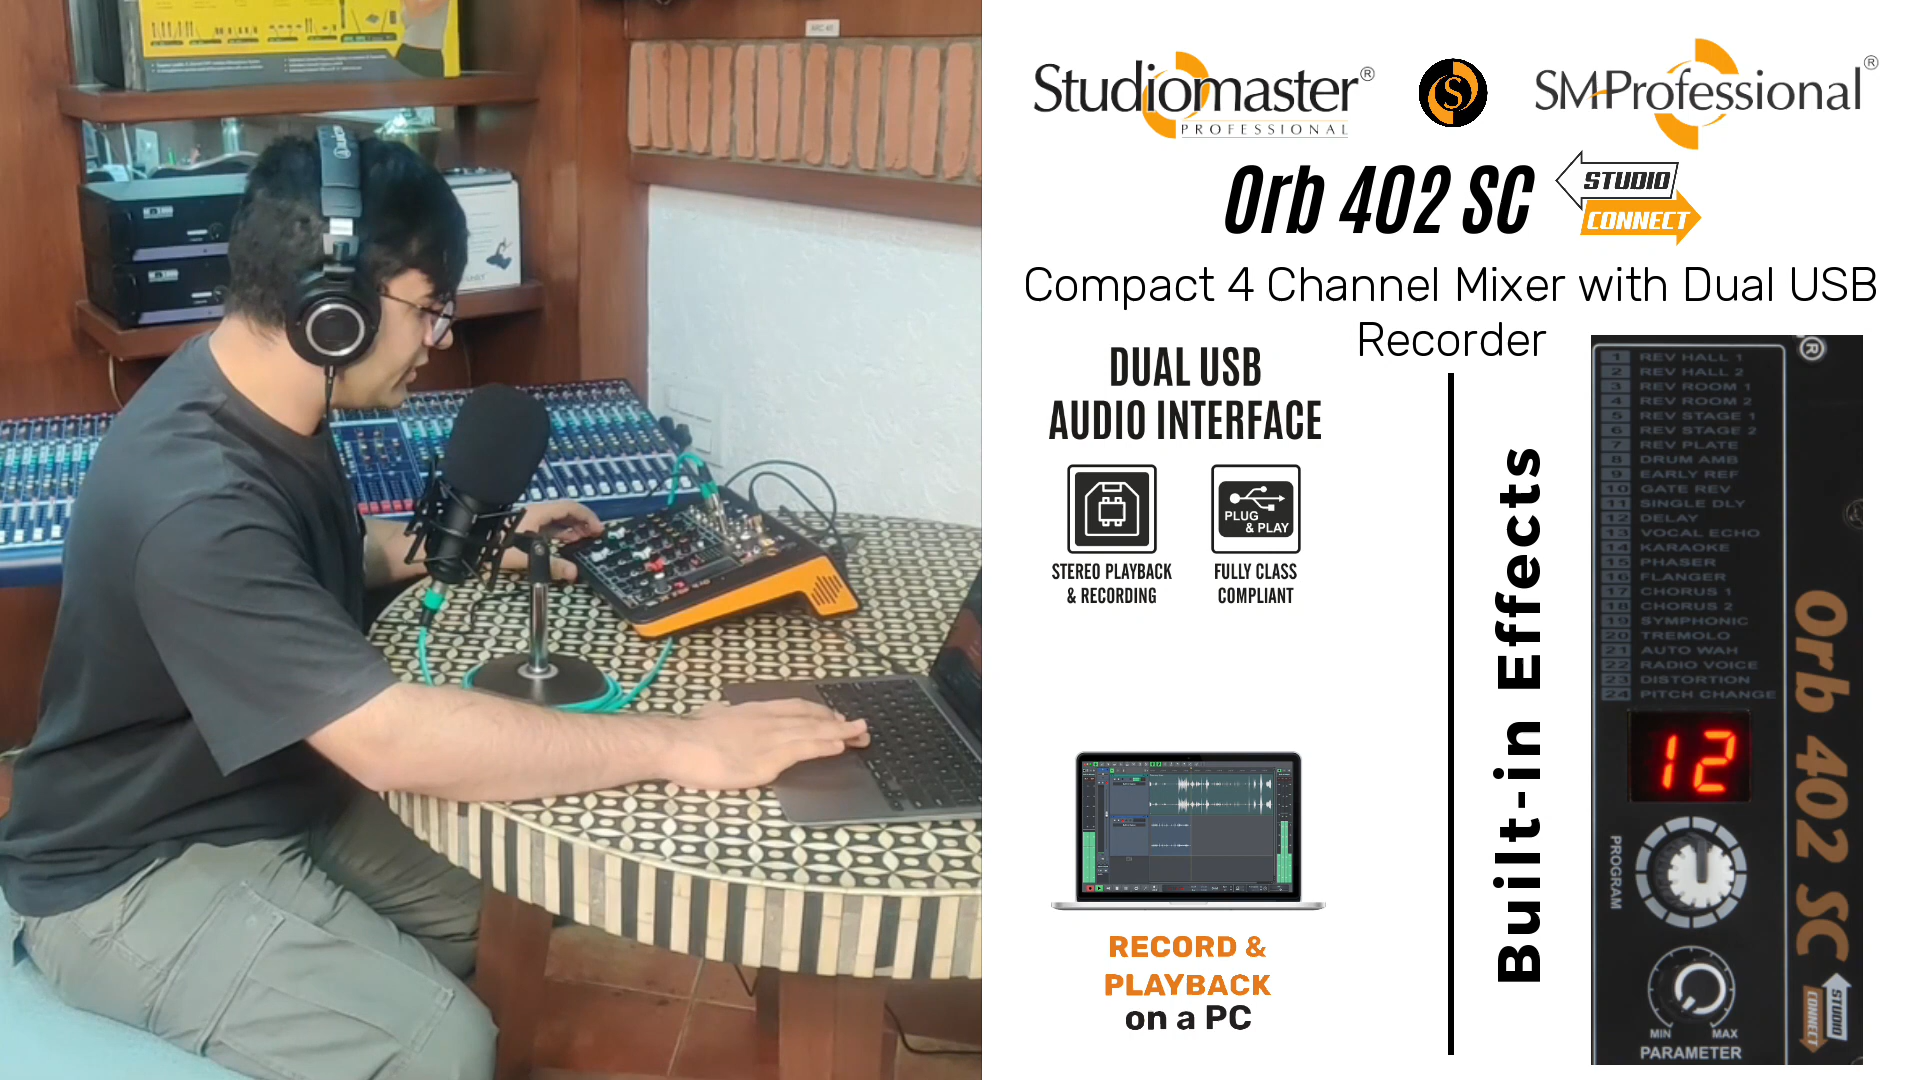 Studiomaster®
PROFESSIONAL
S
SMProfessional®
Orb 402 SC
STUDIO
CONNECT
Compact 4 Channel Mixer with Dual USB
Recorder
DUAL USB
AUDIO INTERFACE
PLUG
& PLAY
STEREO PLAYBACK
& RECORDING
FULLY CLASS
COMPLIANT
RECORD &
PLAYBACK
on a PC
Built-in Effects
®
1 REV HALL 1
2 REV HALL 2
3 REV ROOM 1
4 REV ROOM 2
5 REV STAGE 1
6 REV STAGE 2
7 REV PLATE
8 DRUM AMB
9 EARLY REF
10 GATE REV
11 SINGLE DLY
12 DELAY
13 VOCAL ECHO
14 KARAOKE
15 PHASER
16 FLANGER
17 CHORUS 1
18 CHORUS 2
19 SYMPHONIC
20 TREMOLO
21 AUTO WAH
22 RADIO VOICE
23 DISTORTION
24 PITCH CHANGE
12
PROGRAM
MIN MAX
PARAMETER
Orb 402 SC
STUDIO
CONNECT